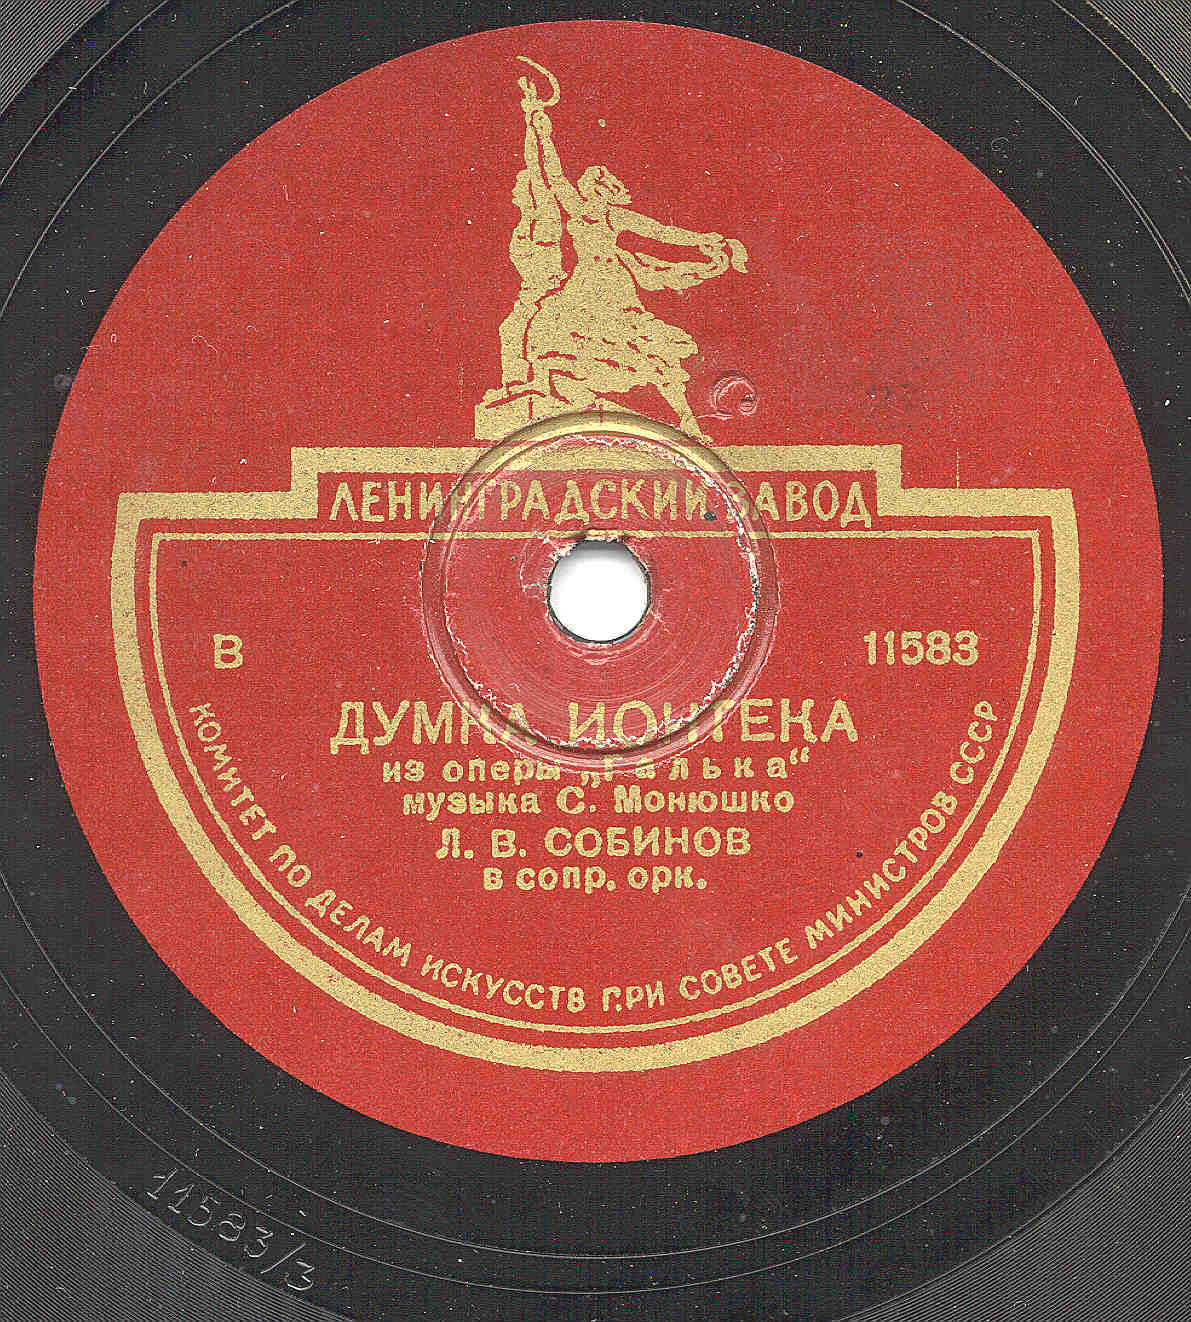 ЛЕНИНГРАДСКИЙ ЗАВОД
В 11583
ДУМКА ИОНТЕКА
из оперы „Галька“
музыка С. Монюшко
Л. В. СОБИНОВ
в сопр. орк.
КОМИТЕТ ПО ДЕЛАМ ИСКУССТВ ПРИ СОВЕТЕ МИНИСТРОВ СССР
11583/3